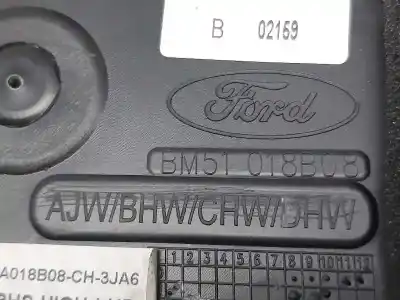 B 02159
Ford
BM51 018B08
AJW/BHW/CHW/DHW
A018B08-CH-3JA6
1 2 3 4 5 6 7 8 9 10 11 12